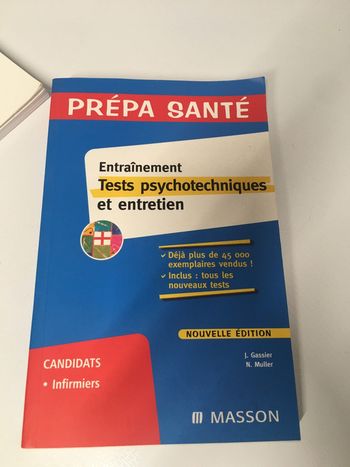 PRÉPA SANTÉ
Entraînement
Tests psychotechniques
et entretien
✓ Déjà plus de 45 000
exemplaires vendus !
✓ Inclus : tous les
nouveaux tests
NOUVELLE ÉDITION
J. Gassier
N. Muller
CANDIDATS
• Infirmiers
MASSON